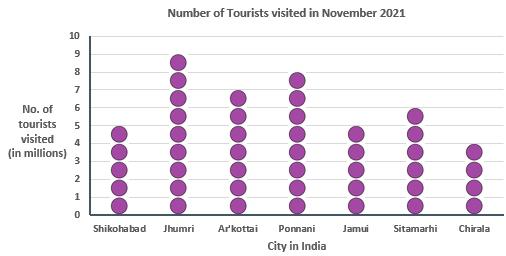 Number of Tourists visited in November 2021
10
9
8
7
6
5
4
3
2
1
0
No. of
tourists
visited
(in millions)
Shikohabad Jhumri Ar'kottai Ponnani Jamui Sitamarhi Chirala
City in India